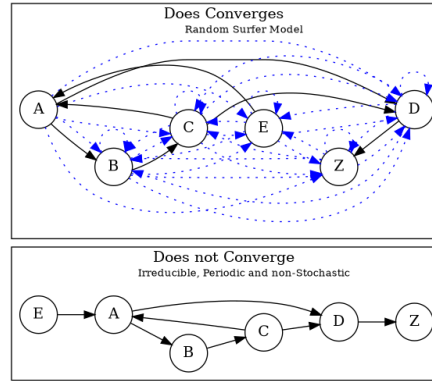 Does Converges
Random Surfer Model
A
D
C
E
B
Z
Does not Converge
Irreducible, Periodic and non-Stochastic
E
A
D
Z
C
B